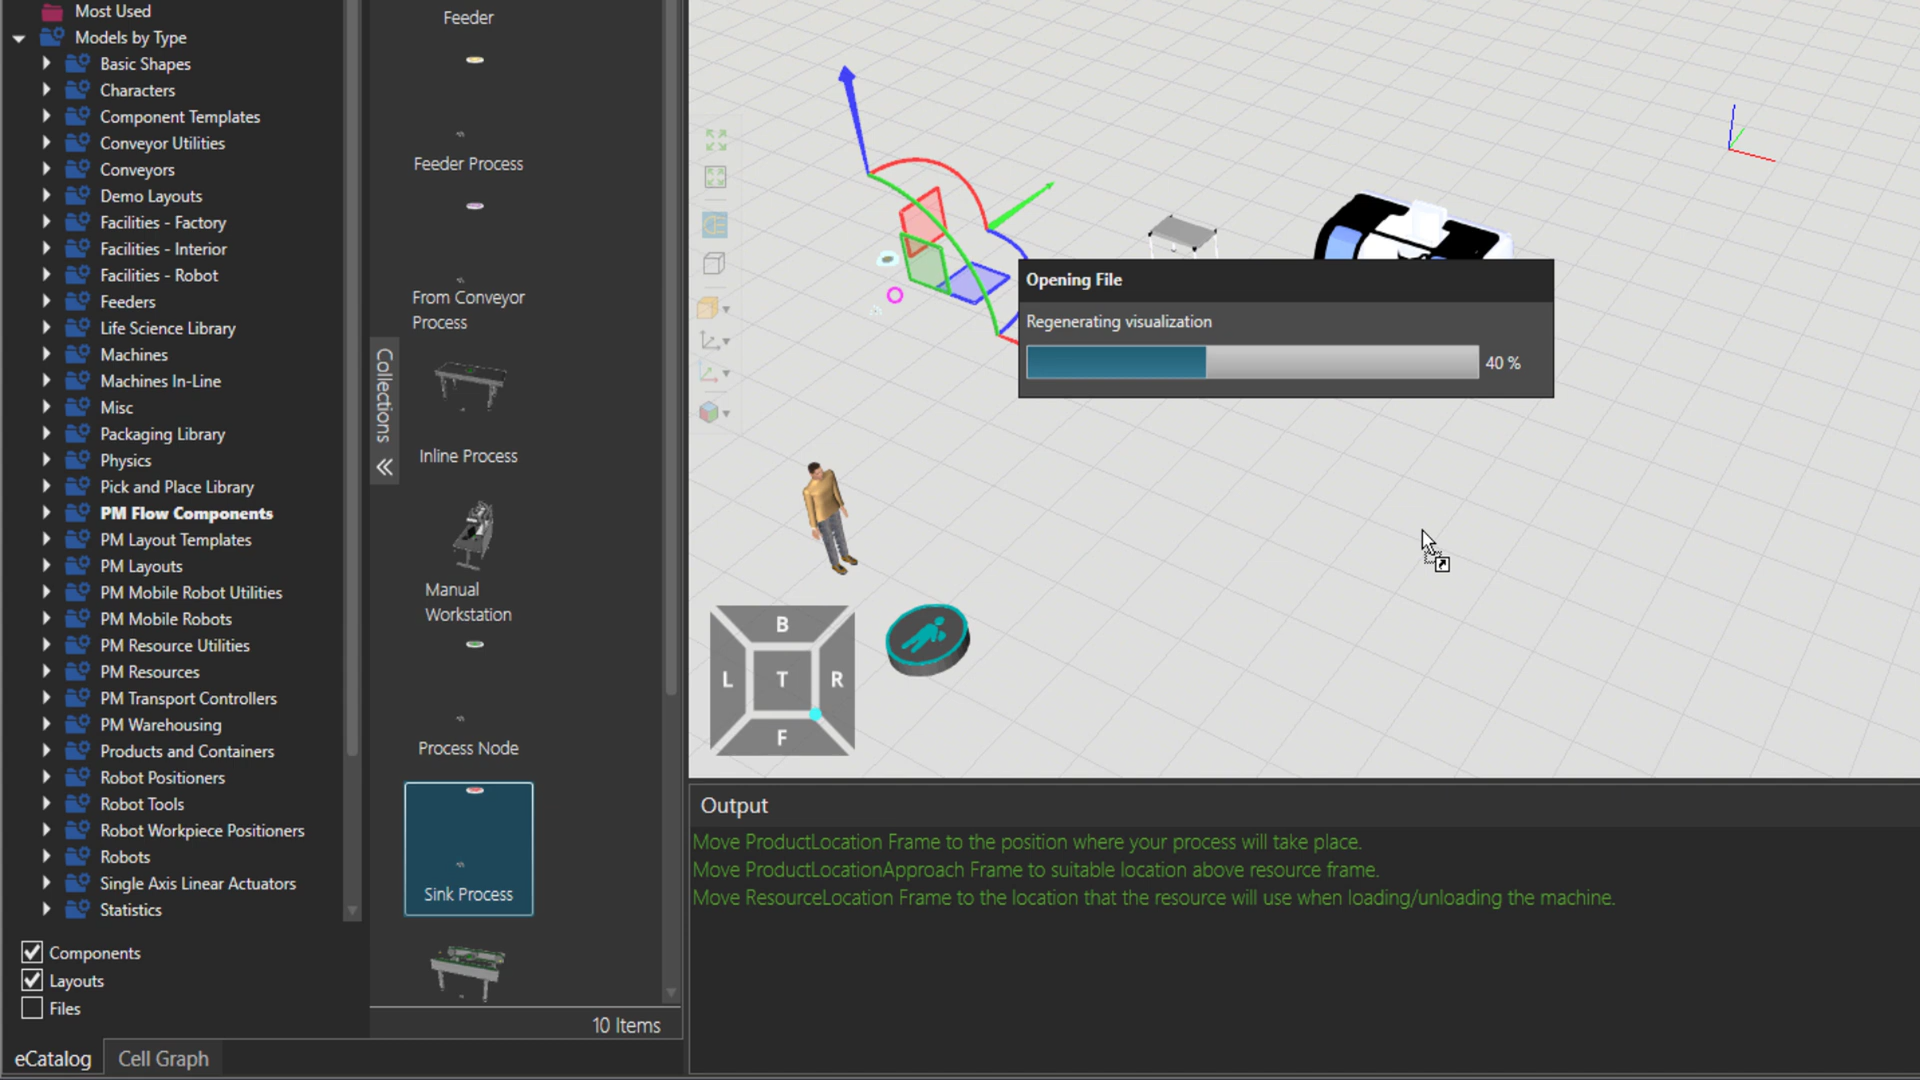 Most Used
Models by Type
Basic Shapes
Characters
Component Templates
Conveyor Utilities
Conveyors
Demo Layouts
Facilities - Factory
Facilities - Interior
Facilities - Robot
Feeders
Life Science Library
Machines
Machines In-Line
Misc
Packaging Library
Physics
Pick and Place Library
PM Flow Components
PM Layout Templates
PM Layouts
PM Mobile Robot Utilities
PM Mobile Robots
PM Resource Utilities
PM Resources
PM Transport Controllers
PM Warehousing
Products and Containers
Robot Positioners
Robot Tools
Robot Workpiece Positioners
Robots
Single Axis Linear Actuators
Statistics
Components
Layouts
Files
eCatalog
Cell Graph
Collections
Feeder
Feeder Process
From Conveyor
Process
Inline Process
Manual
Workstation
Process Node
Sink Process
10 Items
Opening File
Regenerating visualization
40 %
B
L T R
F
Output
Move ProductLocation Frame to the position where your process will take place.
Move ProductLocationApproach Frame to suitable location above resource frame.
Move ResourceLocation Frame to the location that the resource will use when loading/unloading the machine.